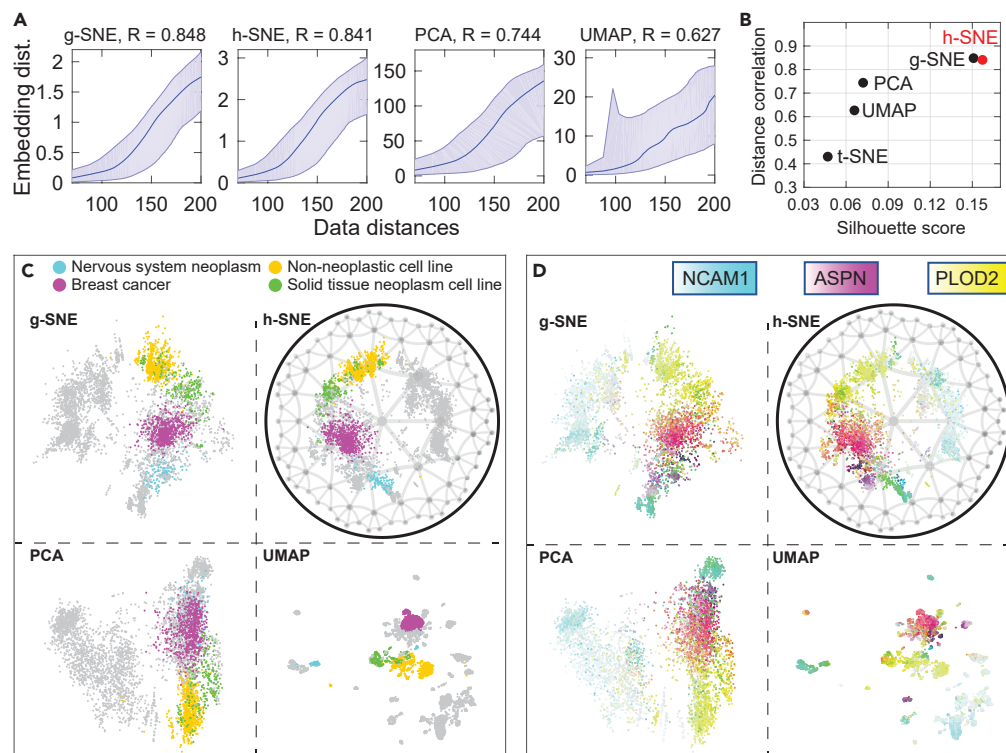 A
g-SNE, R = 0.848
h-SNE, R = 0.841
PCA, R = 0.744
UMAP, R = 0.627
Embedding dist.
2
1.5
1
0.5
0
3
2
1
0
150
100
50
0
30
20
10
0
100 150 200
100 150 200
100 150 200
100 150 200
Data distances
B
h-SNE
g-SNE
PCA
UMAP
t-SNE
Distance correlation
0.9
0.8
0.7
0.6
0.5
0.4
0.3
0.03 0.06 0.09 0.12 0.15
Silhouette score
C
Nervous system neoplasm
Non-neoplastic cell line
Breast cancer
Solid tissue neoplasm cell line
g-SNE
h-SNE
PCA
UMAP
D
NCAM1
ASPN
PLOD2
g-SNE
h-SNE
PCA
UMAP